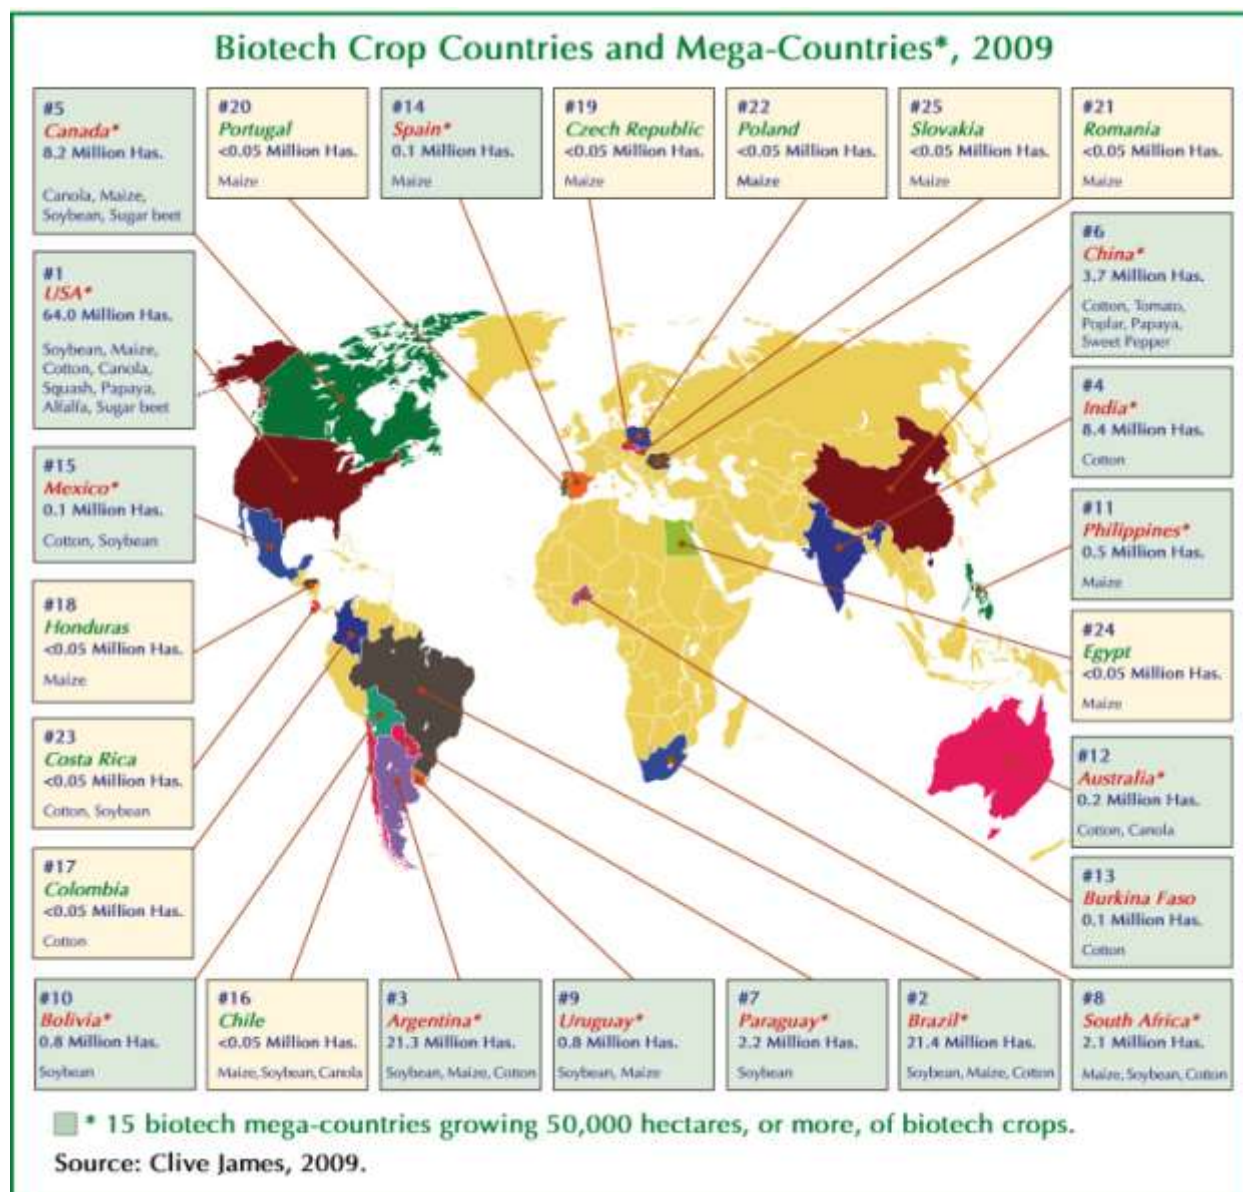 Biotech Crop Countries and Mega-Countries*, 2009
#5
Canada*
8.2 Million Has.
Canola, Maize,
Soybean, Sugar beet
#20
Portugal
<0.05 Million Has.
Maize
#14
Spain*
0.1 Million Has.
Maize
#19
Czech Republic
<0.05 Million Has.
Maize
#22
Poland
<0.05 Million Has.
Maize
#25
Slovakia
<0.05 Million Has.
Maize
#21
Romania
<0.05 Million Has.
Maize
#1
USA*
64.0 Million Has.
Soybean, Maize,
Cotton, Canola,
Squash, Papaya,
Alfalfa, Sugar beet
#6
China*
3.7 Million Has.
Cotton, Tomato,
Poplar, Papaya,
Sweet Pepper
#4
India*
8.4 Million Has.
Cotton
#15
Mexico*
0.1 Million Has.
Cotton, Soybean
#11
Philippines*
0.5 Million Has.
Maize
#18
Honduras
<0.05 Million Has.
Maize
#24
Egypt
<0.05 Million Has.
Maize
#23
Costa Rica
<0.05 Million Has.
Cotton, Soybean
#12
Australia*
0.2 Million Has.
Cotton, Canola
#17
Colombia
<0.05 Million Has.
Cotton
#13
Burkina Faso
0.1 Million Has.
Cotton
#10
Bolivia*
0.8 Million Has.
Soybean
#16
Chile
<0.05 Million Has.
Maize, Soybean, Canola
#3
Argentina*
21.3 Million Has.
Soybean, Maize, Cotton
#9
Uruguay*
0.8 Million Has.
Soybean, Maize
#7
Paraguay*
2.2 Million Has.
Soybean
#2
Brazil*
21.4 Million Has.
Soybean, Maize, Cotton
#8
South Africa*
2.1 Million Has.
Maize, Soybean, Cotton
* 15 biotech mega-countries growing 50,000 hectares, or more, of biotech crops.
Source: Clive James, 2009.